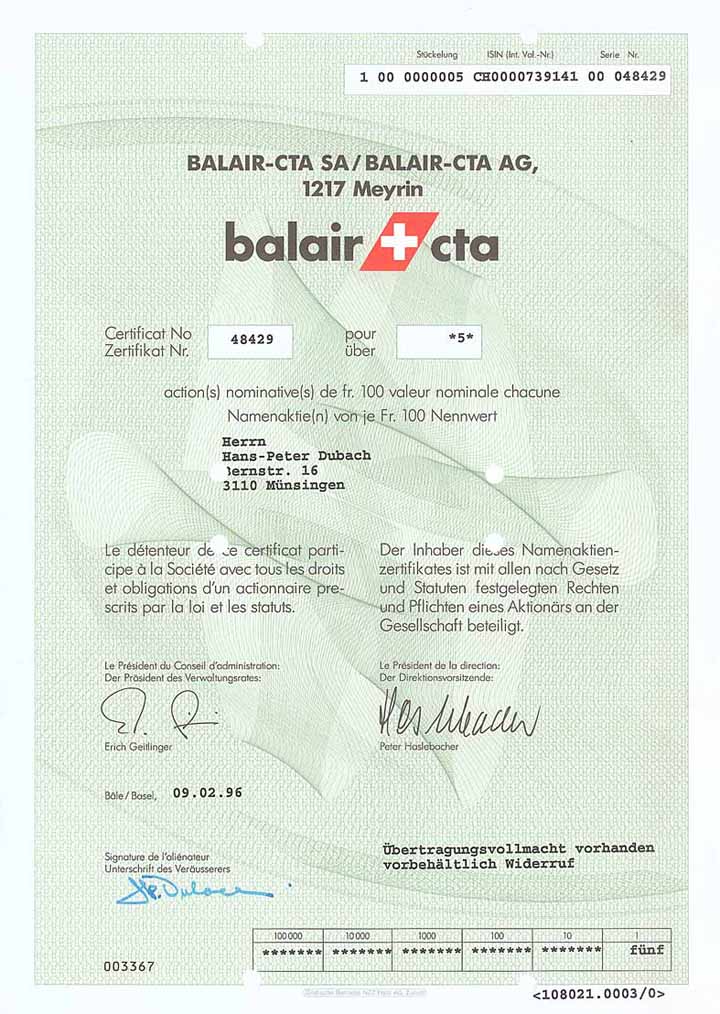 Stückelung ISIN (Int. Val.-Nr.) Serie Nr.
1 00 0000005 CH0000739141 00 048429
BALAIR-CTA SA/BALAIR-CTA AG,
1217 Meyrin
balair cta
Certificat No 48429 pour *5*
Zertifikat Nr. über
action(s) nominative(s) de fr. 100 valeur nominale chacune
Namenaktie(n) von je Fr. 100 Nennwert
Herrn
Hans-Peter Dubach
Bernstr. 16
3110 Münsingen
Le détenteur de ce certificat parti-
cipe à la Société avec tous les droits
et obligations d'un actionnaire pre-
scrits par la loi et les statuts.
Der Inhaber dieses Namenaktien-
zertifikates ist mit allen nach Gesetz
und Statuten festgelegten Rechten
und Pflichten eines Aktionärs an der
Gesellschaft beteiligt.
Le Président du Conseil d'administration:
Der Präsident des Verwaltungsrates:
Erich Geitlinger
Le Président de la direction:
Der Direktionsvorsitzende:
Haslebacher
Peter Haslebacher
Bâle/Basel, 09.02.96
Signature de l'aliénateur
Unterschrift des Veräusserers
Übertragungsvollmacht vorhanden
vorbehältlich Widerruf
100 000 10 000 1000 100 10 1
******* ******* ******* ******* ******* fünf
003367
<108021.0003/0>